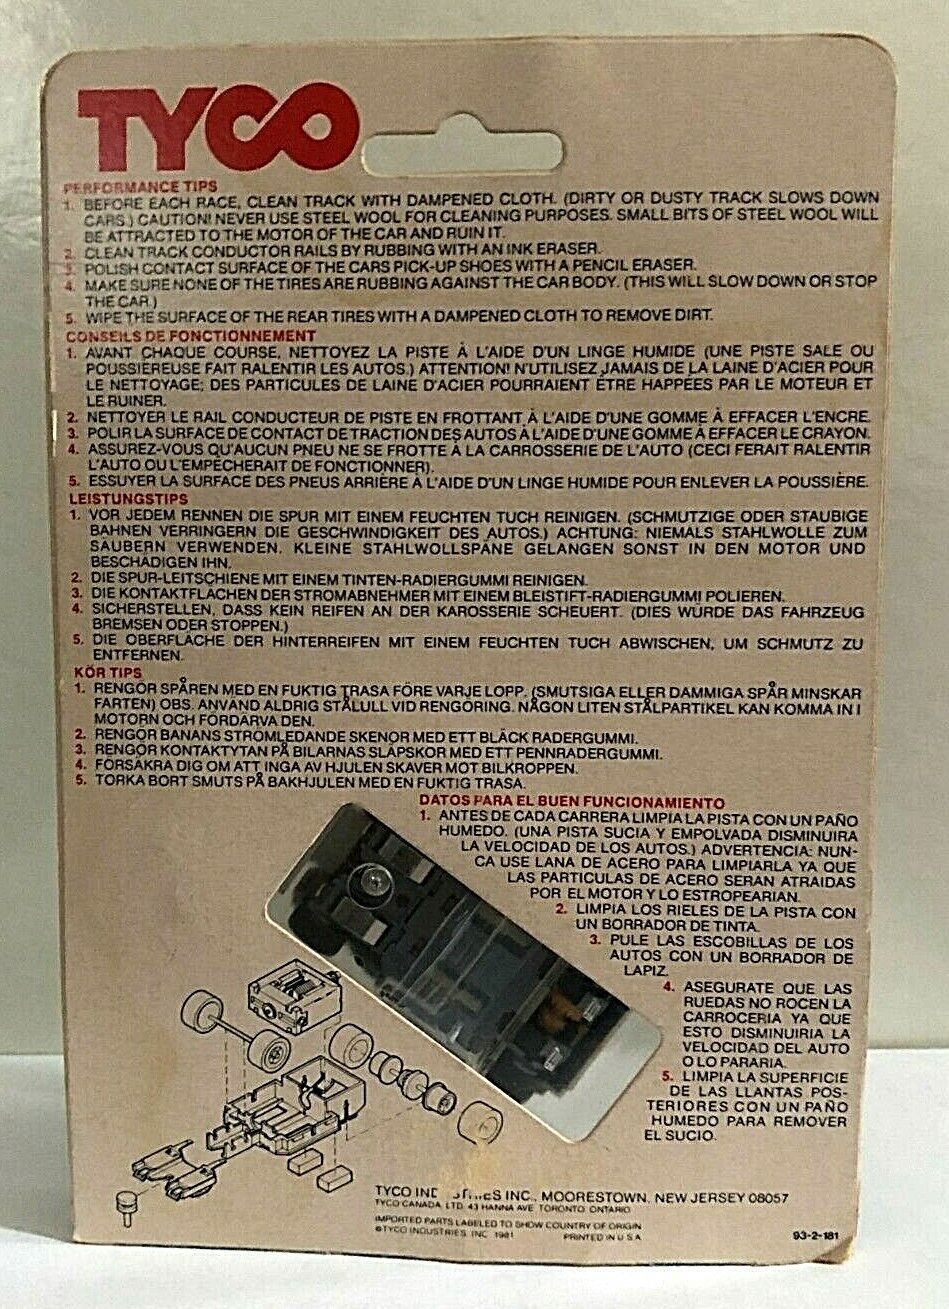 TYCO
PERFORMANCE TIPS
1. BEFORE EACH RACE, CLEAN TRACK WITH DAMPENED CLOTH. (DIRTY OR DUSTY TRACK SLOWS DOWN
CARS.) CAUTION! NEVER USE STEEL WOOL FOR CLEANING PURPOSES. SMALL BITS OF STEEL WOOL WILL
BE ATTRACTED TO THE MOTOR OF THE CAR AND RUIN IT.
2. CLEAN TRACK CONDUCTOR RAILS BY RUBBING WITH AN INK ERASER.
3. POLISH CONTACT SURFACE OF THE CARS PICK-UP SHOES WITH A PENCIL ERASER.
4. MAKE SURE NONE OF THE TIRES ARE RUBBING AGAINST THE CAR BODY. (THIS WILL SLOW DOWN OR STOP
THE CAR.)
5. WIPE THE SURFACE OF THE REAR TIRES WITH A DAMPENED CLOTH TO REMOVE DIRT.
CONSEILS DE FONCTIONNEMENT
1. AVANT CHAQUE COURSE, NETTOYEZ LA PISTE À L'AIDE D'UN LINGE HUMIDE (UNE PISTE SALE OU
POUSSIÉREUSE FAIT RALENTIR LES AUTOS.) ATTENTION! N'UTILISEZ JAMAIS DE LA LAINE D'ACIER POUR
LE NETTOYAGE; DES PARTICULES DE LAINE D'ACIER POURRAIENT ÊTRE HAPPÉES PAR LE MOTEUR ET
LE RUINER.
2. NETTOYER LE RAIL CONDUCTEUR DE PISTE EN FROTTANT À L'AIDE D'UNE GOMME À EFFACER L'ENCRE.
3. POLIR LA SURFACE DE CONTACT DE TRACTION DES AUTOS À L'AIDE D'UNE GOMME À EFFACER LE CRAYON.
4. ASSUREZ-VOUS QU'AUCUN PNEU NE SE FROTTE À LA CARROSSERIE DE L'AUTO (CECI FERAIT RALENTIR
L'AUTO OU L'EMPÊCHERAIT DE FONCTIONNER).
5. ESSUYER LA SURFACE DES PNEUS ARRIÈRE À L'AIDE D'UN LINGE HUMIDE POUR ENLEVER LA POUSSIÈRE.
LEISTUNGSTIPS
1. VOR JEDEM RENNEN DIE SPUR MIT EINEM FEUCHTEN TUCH REINIGEN. (SCHMUTZIGE ODER STAUBIGE
BAHNEN VERRINGERN DIE GESCHWINDIGKEIT DES AUTOS.) ACHTUNG: NIEMALS STAHLWOLLE ZUM
SÄUBERN VERWENDEN. KLEINE STAHLWOLLSPÄNE GELANGEN SONST IN DEN MOTOR UND
BESCHÄDIGEN IHN.
2. DIE SPUR-LEITSCHIENE MIT EINEM TINTEN-RADIERGUMMI REINIGEN.
3. DIE KONTAKTFLÄCHEN DER STROMABNEHMER MIT EINEM BLEISTIFT-RADIERGUMMI POLIEREN.
4. SICHERSTELLEN, DASS KEIN REIFEN AN DER KAROSSERIE SCHEUERT. (DIES WÜRDE DAS FAHRZEUG
BREMSEN ODER STOPPEN.)
5. DIE OBERFLÄCHE DER HINTERREIFEN MIT EINEM FEUCHTEN TUCH ABWISCHEN, UM SCHMUTZ ZU
ENTFERNEN.
KÖR TIPS
1. RENGÖR SPÅREN MED EN FUKTIG TRASA FÖRE VARJE LOPP. (SMUTSIGA ELLER DAMMIGA SPÅR MINSKAR
FARTEN) OBS. ANVÄND ALDRIG STÅLULL VID RENGÖRING. NÅGON LITEN STÅLPARTIKEL KAN KOMMA IN I
MOTORN OCH FÖRDÄRVA DEN.
2. RENGÖR BANANS STRÖMLEDANDE SKENOR MED ETT BLÄCK RADERGUMMI.
3. RENGÖR KONTAKTYTAN PÅ BILARNAS SLÄPSKOR MED ETT PENNRADERGUMMI.
4. FÖRSÄKRA DIG OM ATT INGA AV HJULEN SKAVER MOT BILKROPPEN.
5. TORKA BORT SMUTS PÅ BAKHJULEN MED EN FUKTIG TRASA.
DATOS PARA EL BUEN FUNCIONAMIENTO
1. ANTES DE CADA CARRERA LIMPIA LA PISTA CON UN PAÑO
HUMEDO. (UNA PISTA SUCIA Y EMPOLVADA DISMINUIRA
LA VELOCIDAD DE LOS AUTOS.) ADVERTENCIA: NUN-
CA USE LANA DE ACERO PARA LIMPIARLA YA QUE
LAS PARTICULAS DE ACERO SERAN ATRAIDAS
POR EL MOTOR Y LO ESTROPEARIAN.
2. LIMPIA LOS RIELES DE LA PISTA CON
UN BORRADOR DE TINTA.
3. PULE LAS ESCOBILLAS DE LOS
AUTOS CON UN BORRADOR DE
LAPIZ.
4. ASEGURATE QUE LAS
RUEDAS NO ROCEN LA
CARROCERIA YA QUE
ESTO DISMINUIRIA LA
VELOCIDAD DEL AUTO
O LO PARARIA.
5. LIMPIA LA SUPERFICIE
DE LAS LLANTAS POS-
TERIORES CON UN PAÑO
HUMEDO PARA REMOVER
EL SUCIO.
TYCO INDUSTRIES INC., MOORESTOWN, NEW JERSEY 08057
TYCO CANADA, LTD. 43 HANNA AVE TORONTO, ONTARIO
IMPORTED PARTS LABELED TO SHOW COUNTRY OF ORIGIN
©TYCO INDUSTRIES, INC. 1981 PRINTED IN U.S.A.
93-2-181